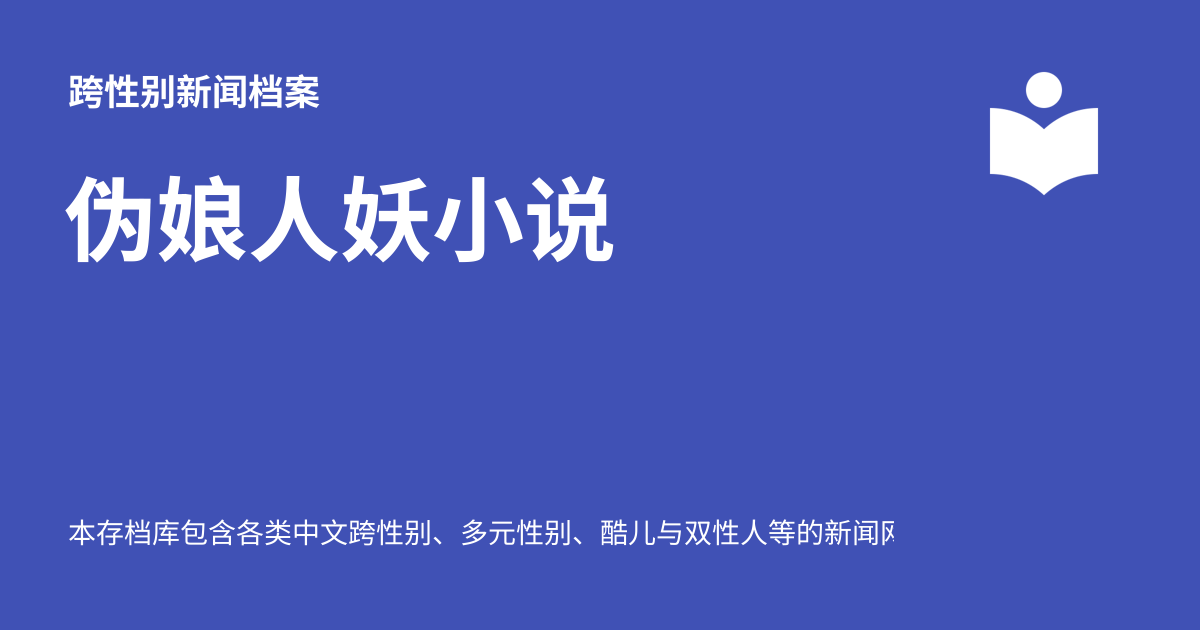 跨性别新闻档案
伪娘人妖小说
本存档库包含各类中文跨性别、多元性别、酷儿与双性人等的新闻